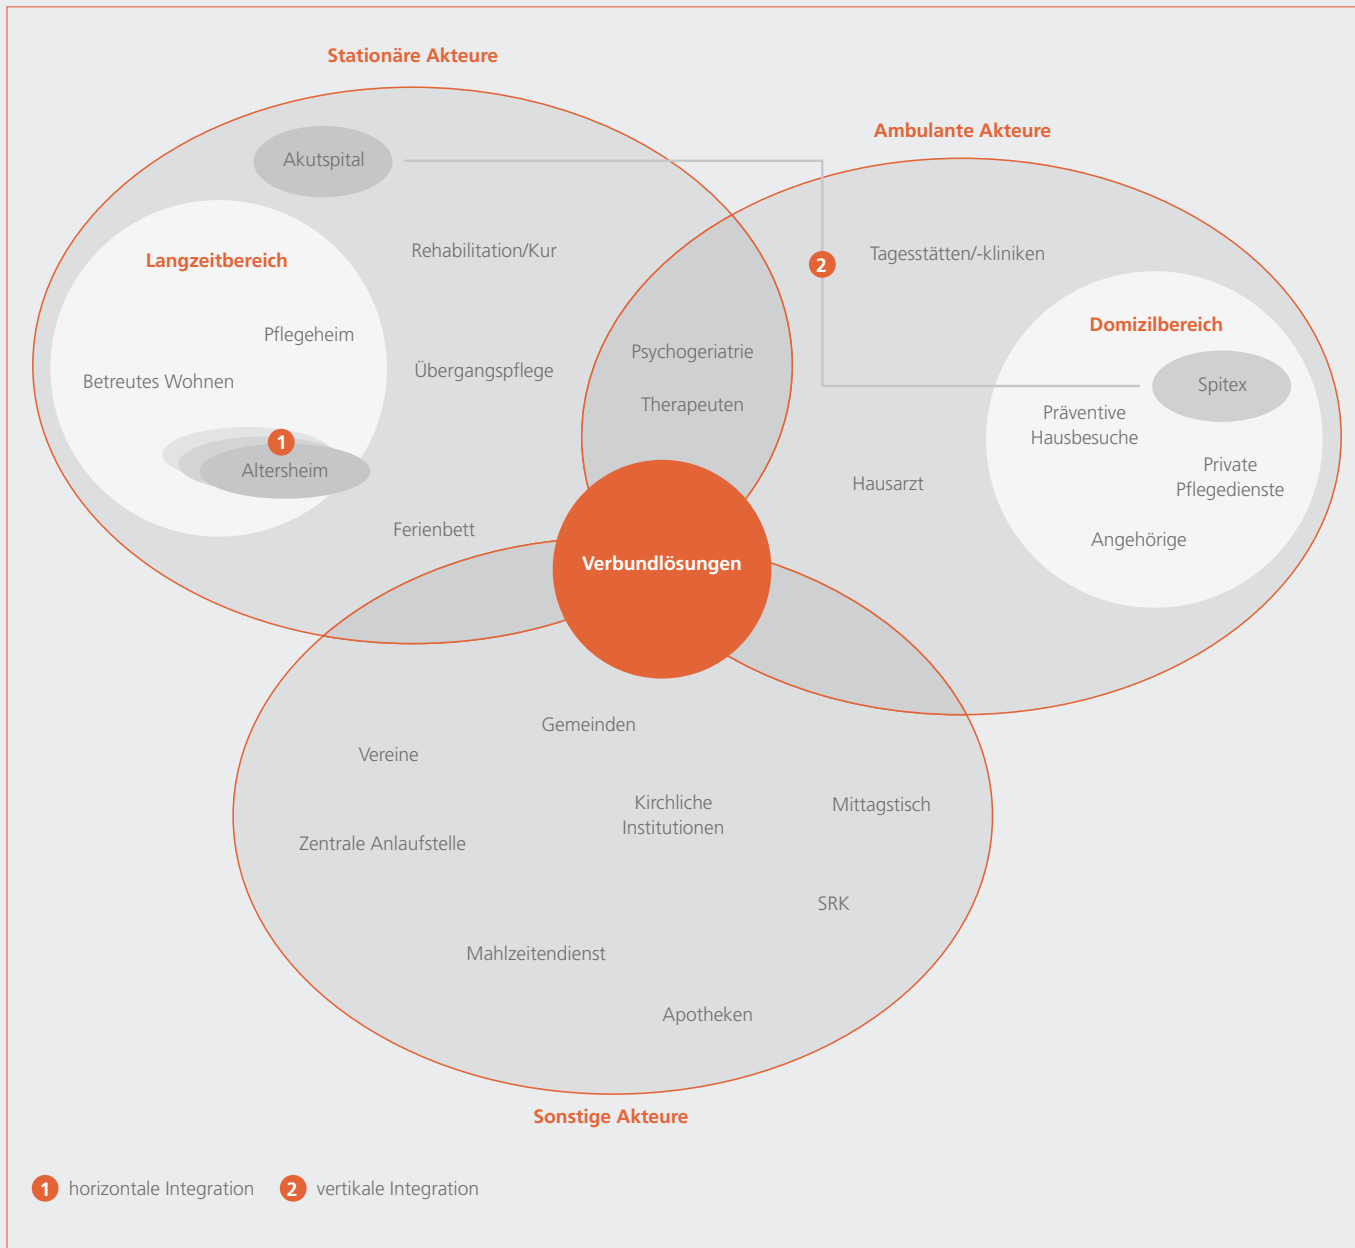 Stationäre Akteure
Ambulante Akteure
Akutspital
Rehabilitation/Kur
Tagesstätten/-kliniken
Langzeitbereich
2
Domizilbereich
Pflegeheim
Psychogeriatrie
Übergangspflege
Betreutes Wohnen
Spitex
Therapeuten
Präventive
Hausbesuche
1
Altersheim
Private
Pflegedienste
Hausarzt
Ferienbett
Angehörige
Verbundlösungen
Gemeinden
Vereine
Kirchliche
Institutionen
Mittagstisch
Zentrale Anlaufstelle
SRK
Mahlzeitendienst
Apotheken
Sonstige Akteure
1 horizontale Integration 2 vertikale Integration